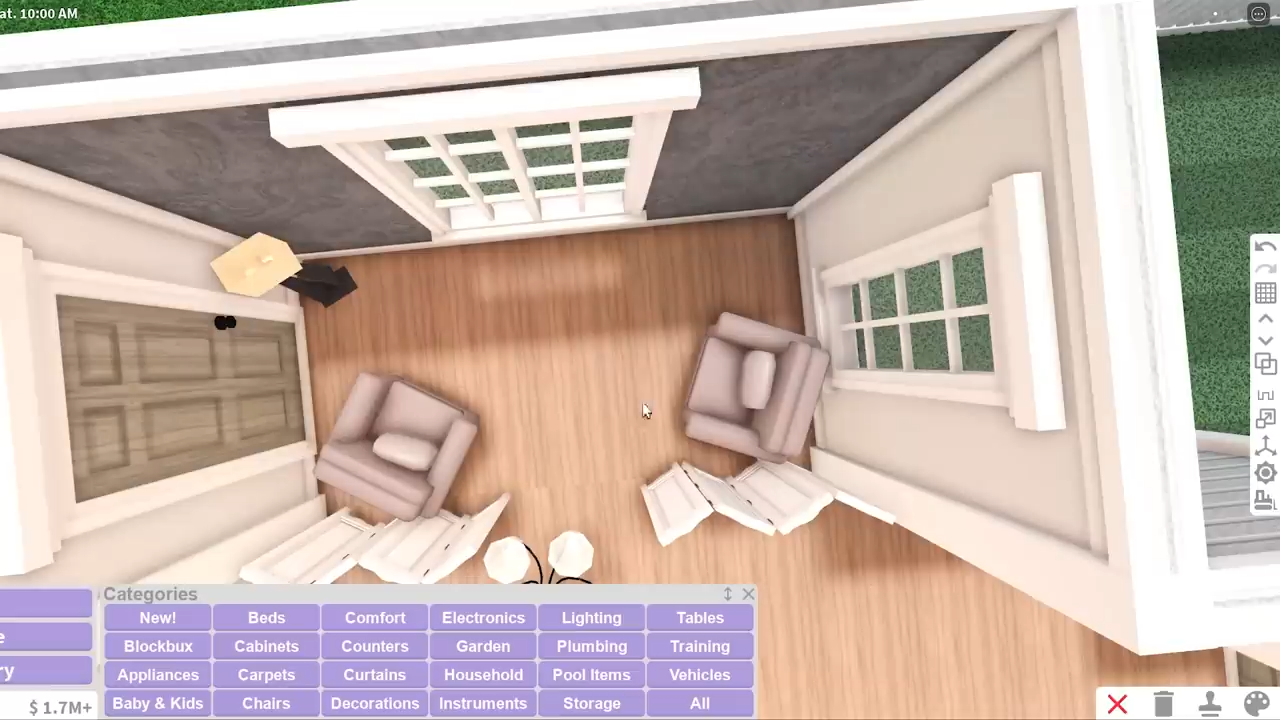 at. 10:00 AM
Categories
New! Beds Comfort Electronics Lighting Tables
Blockbux Cabinets Counters Garden Plumbing Training
Appliances Carpets Curtains Household Pool Items Vehicles
Baby & Kids Chairs Decorations Instruments Storage All
e
ry
$ 1.7M+